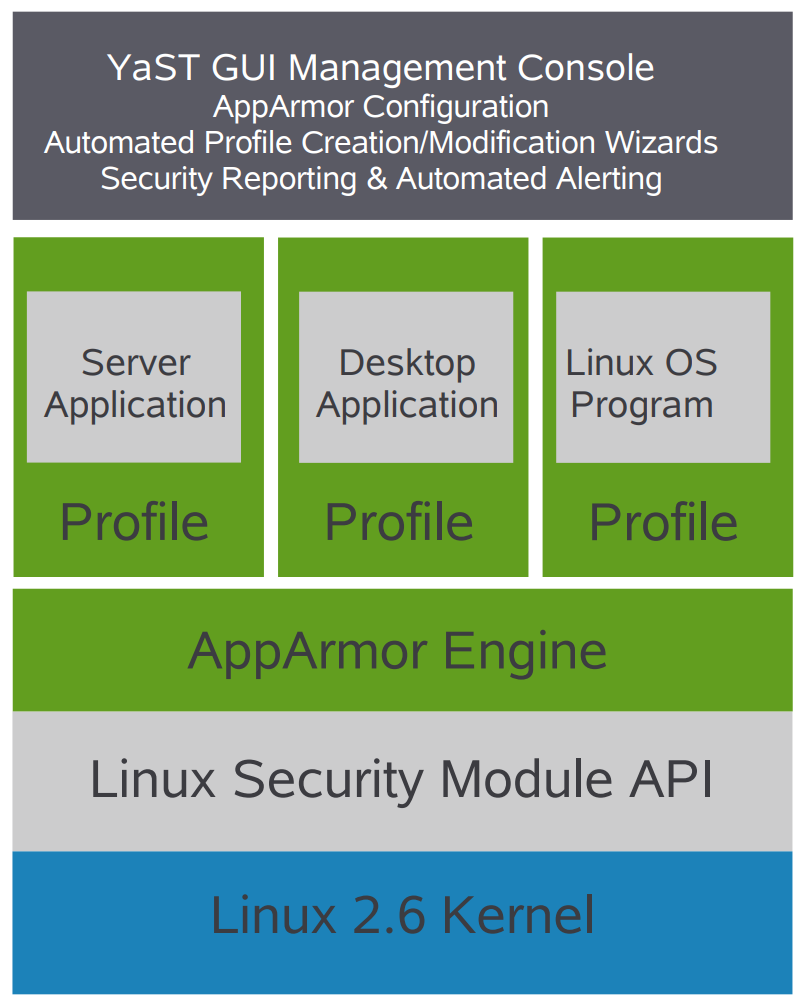 YaST GUI Management Console
AppArmor Configuration
Automated Profile Creation/Modification Wizards
Security Reporting & Automated Alerting
Server
Application
Profile
Desktop
Application
Profile
Linux OS
Program
Profile
AppArmor Engine
Linux Security Module API
Linux 2.6 Kernel